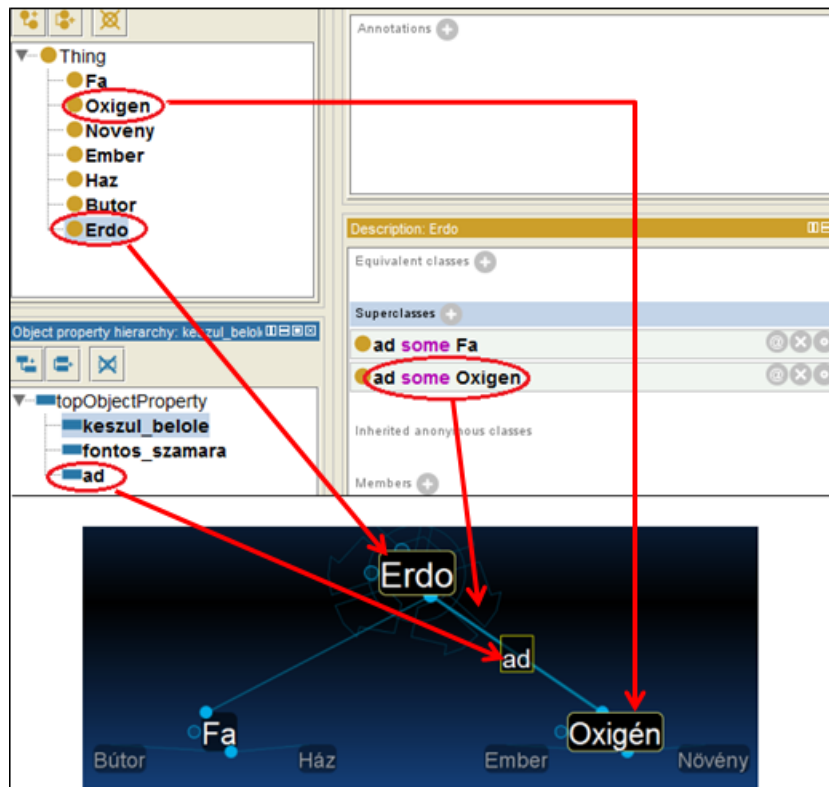 Annotations
Thing
Fa
Oxigen
Noveny
Ember
Haz
Butor
Erdo
Description: Erdo
Equivalent classes
Superclasses
ad some Fa
ad some Oxigen
Inherited anonymous classes
Members
Object property hierarchy: keszul_belol
topObjectProperty
keszul_belole
fontos_szamara
ad
Erdo
ad
Fa
Oxigén
Bútor
Ház
Ember
Növény